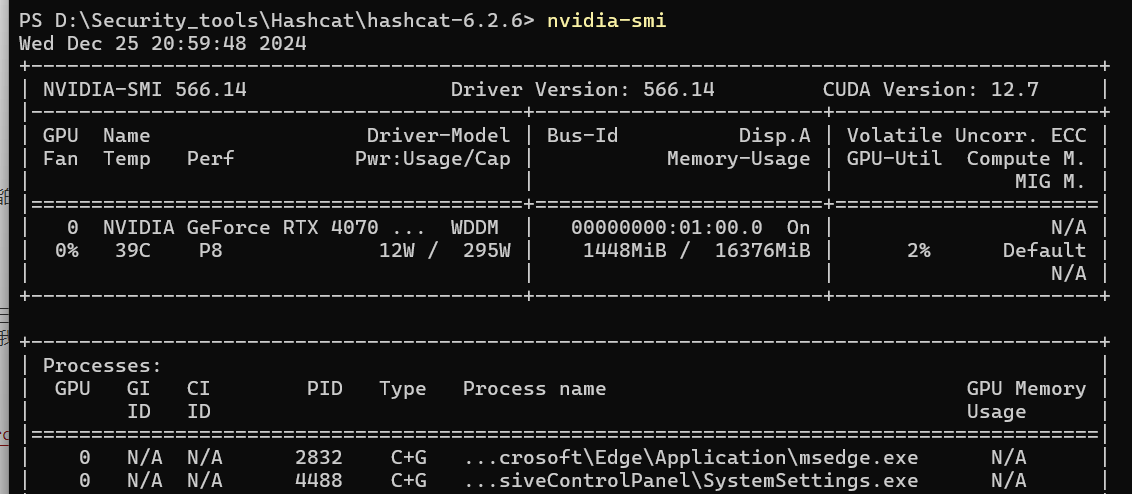 PS D:\Security_tools\Hashcat\hashcat-6.2.6> nvidia-smi
Wed Dec 25 20:59:48 2024
+-----------------------------------------------------------------------------------------+
| NVIDIA-SMI 566.14                 Driver Version: 566.14         CUDA Version: 12.7     |
|-----------------------------------------+------------------------+----------------------+
| GPU  Name                  Driver-Model | Bus-Id          Disp.A | Volatile Uncorr. ECC |
| Fan  Temp   Perf          Pwr:Usage/Cap |           Memory-Usage | GPU-Util  Compute M. |
|                                         |                        |               MIG M. |
|=========================================+========================+======================|
|   0  NVIDIA GeForce RTX 4070 ...  WDDM  |   00000000:01:00.0  On |                  N/A |
|  0%   39C    P8             12W /  295W |    1448MiB /  16376MiB |      2%      Default |
|                                         |                        |                  N/A |
+-----------------------------------------+------------------------+----------------------+
+-----------------------------------------------------------------------------------------+
| Processes:                                                                              |
|  GPU   GI   CI        PID   Type   Process name                              GPU Memory |
|        ID   ID                                                               Usage      |
|=========================================================================================|
|    0   N/A  N/A      2832    C+G   ...crosoft\Edge\Application\msedge.exe      N/A      |
|    0   N/A  N/A      4488    C+G   ...siveControlPanel\SystemSettings.exe      N/A      |